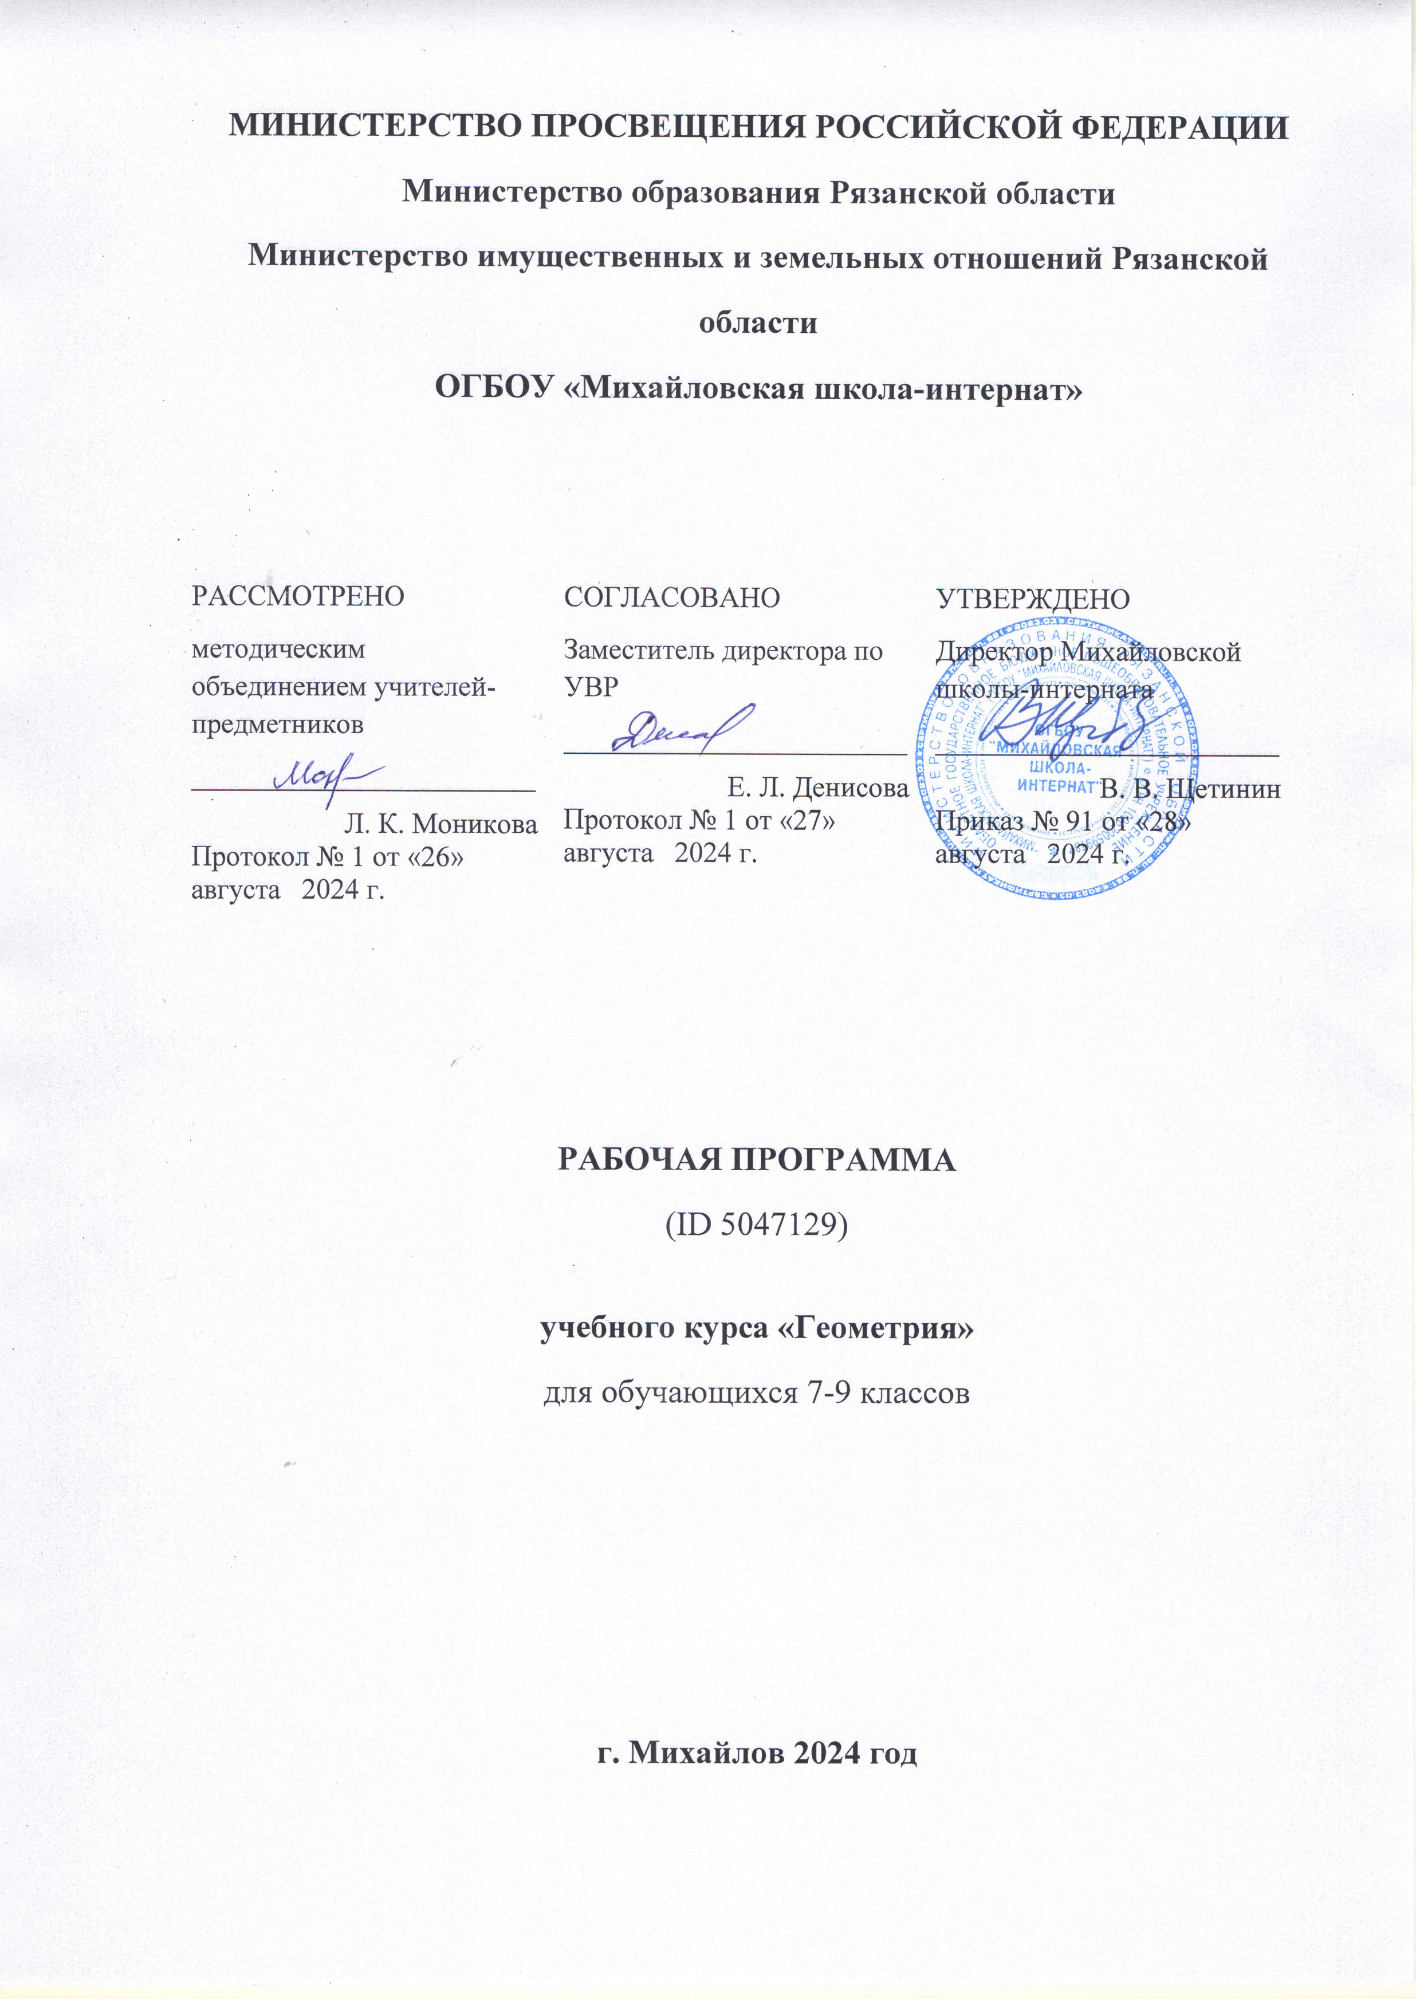 МИНИСТЕРСТВО ПРОСВЕЩЕНИЯ РОССИЙСКОЙ ФЕДЕРАЦИИ
Министерство образования Рязанской области
Министерство имущественных и земельных отношений Рязанской
области
ОГБОУ «Михайловская школа-интернат»
РАССМОТРЕНО
методическим
объединением учителей-
предметников
Л. К. Моникова
Протокол № 1 от «26»
августа 2024 г.
СОГЛАСОВАНО
Заместитель директора по
УВР
Е. Л. Денисова
Протокол № 1 от «27»
августа 2024 г.
УТВЕРЖДЕНО
Директор Михайловской
школы-интерната
В. В. Щетинин
Приказ № 91 от «28»
августа 2024 г.
ОГБОУ
"МИХАЙЛОВСКАЯ
ШКОЛА-
ИНТЕРНАТ"
РАБОЧАЯ ПРОГРАММА
(ID 5047129)
учебного курса «Геометрия»
для обучающихся 7-9 классов
г. Михайлов 2024 год